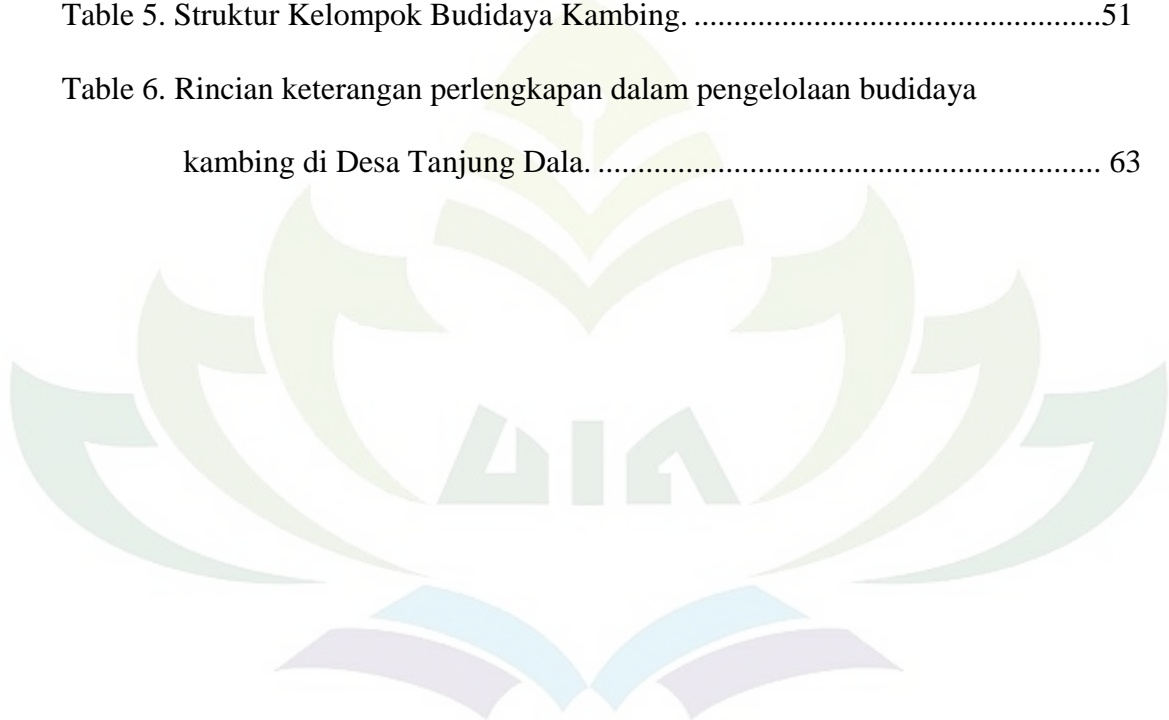 Table 5. Struktur Kelompok Budidaya Kambing. ...................................................51
Table 6. Rincian keterangan perlengkapan dalam pengelolaan budidaya
kambing di Desa Tanjung Dala. ............................................................... 63